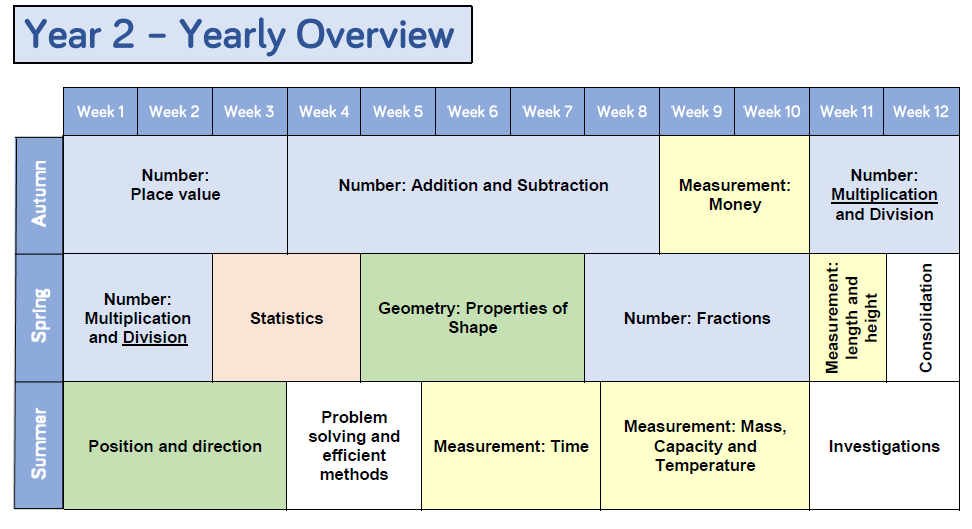 Year 2 – Yearly Overview
Week 1 Week 2 Week 3 Week 4 Week 5 Week 6 Week 7 Week 8 Week 9 Week 10 Week 11 Week 12
Autumn
Number:
Place value
Number: Addition and Subtraction
Measurement:
Money
Number:
Multiplication
and Division
Spring
Number:
Multiplication
and Division
Statistics
Geometry: Properties of
Shape
Number: Fractions
Measurement:
length and
height
Consolidation
Summer
Position and direction
Problem
solving and
efficient
methods
Measurement: Time
Measurement: Mass,
Capacity and
Temperature
Investigations